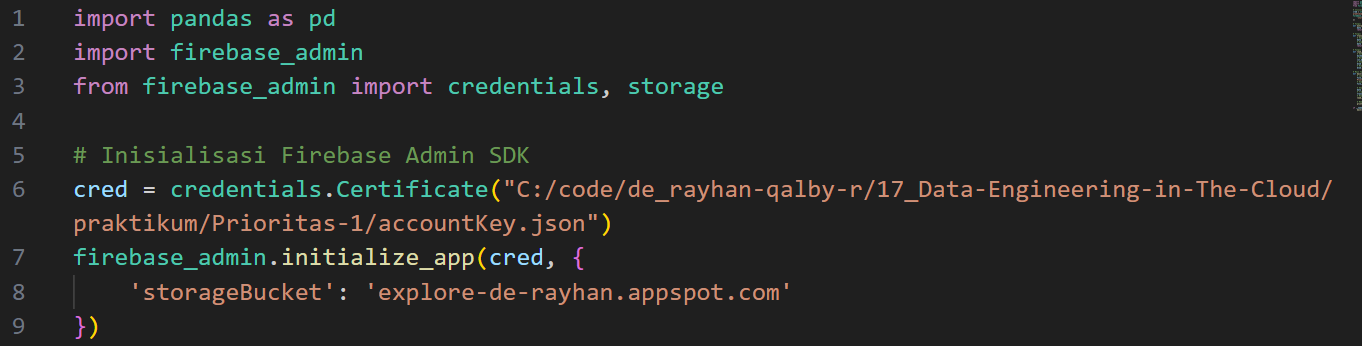 1 import pandas as pd
2 import firebase_admin
3 from firebase_admin import credentials, storage
4
5 # Inisialisasi Firebase Admin SDK
6 cred = credentials.Certificate("C:/code/de_rayhan-qalby-r/17_Data-Engineering-in-The-Cloud/
praktikum/Prioritas-1/accountKey.json")
7 firebase_admin.initialize_app(cred, {
8     'storageBucket': 'explore-de-rayhan.appspot.com'
9 })